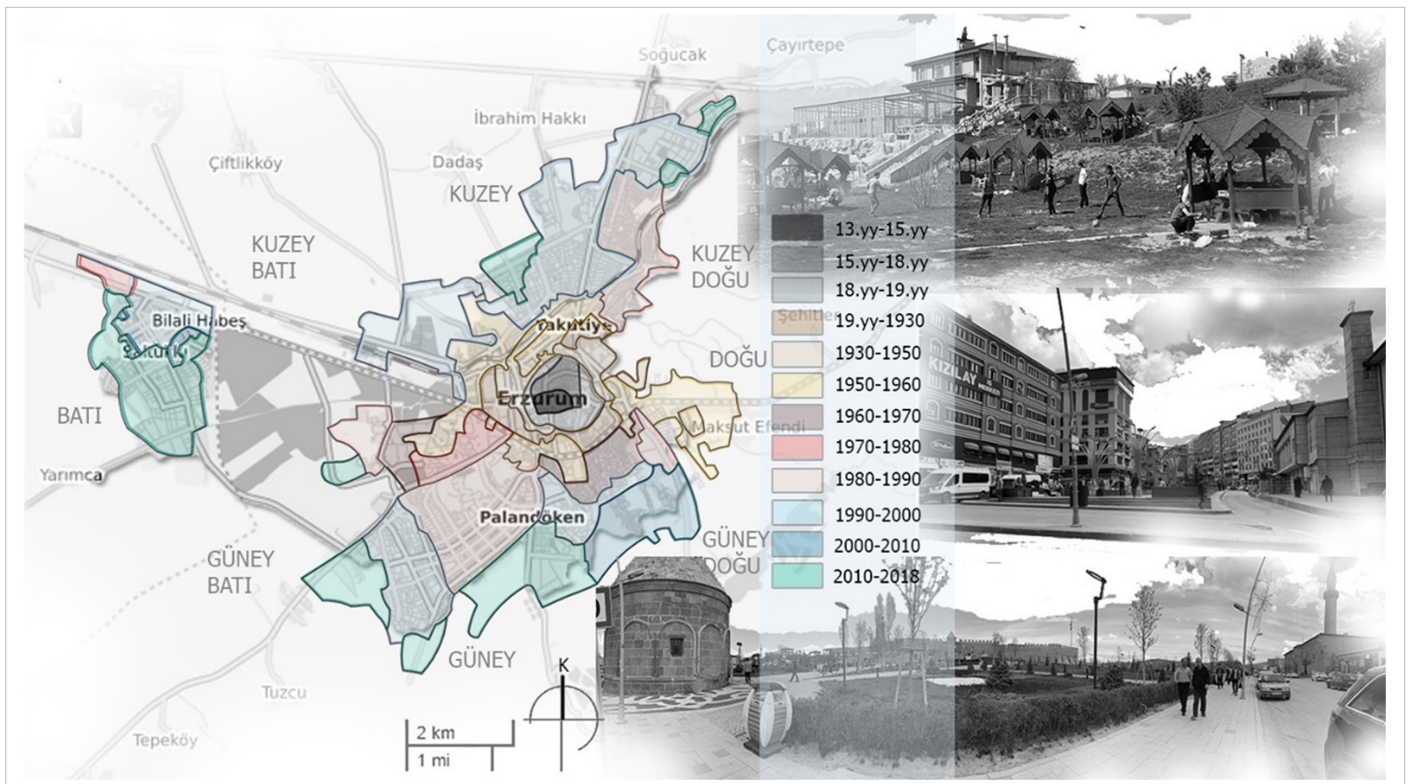 Soğucak
Çayırtepe
İbrahim Hakkı
Çiftlikköy
Dadaş
KUZEY
KUZEY
BATI
KUZEY
DOĞU
Bilali Habeş
Yakutiye
Şehitler
DOĞU
Erzurum
BATI
Maksut Efendi
Yarımca
Palandöken
GÜNEY
BATI
GÜNEY
DOĞU
GÜNEY
Tuzcu
Tepeköy
K
2 km
1 mi
13.yy-15.yy
15.yy-18.yy
18.yy-19.yy
19.yy-1930
1930-1950
1950-1960
1960-1970
1970-1980
1980-1990
1990-2000
2000-2010
2010-2018
KIZILAY